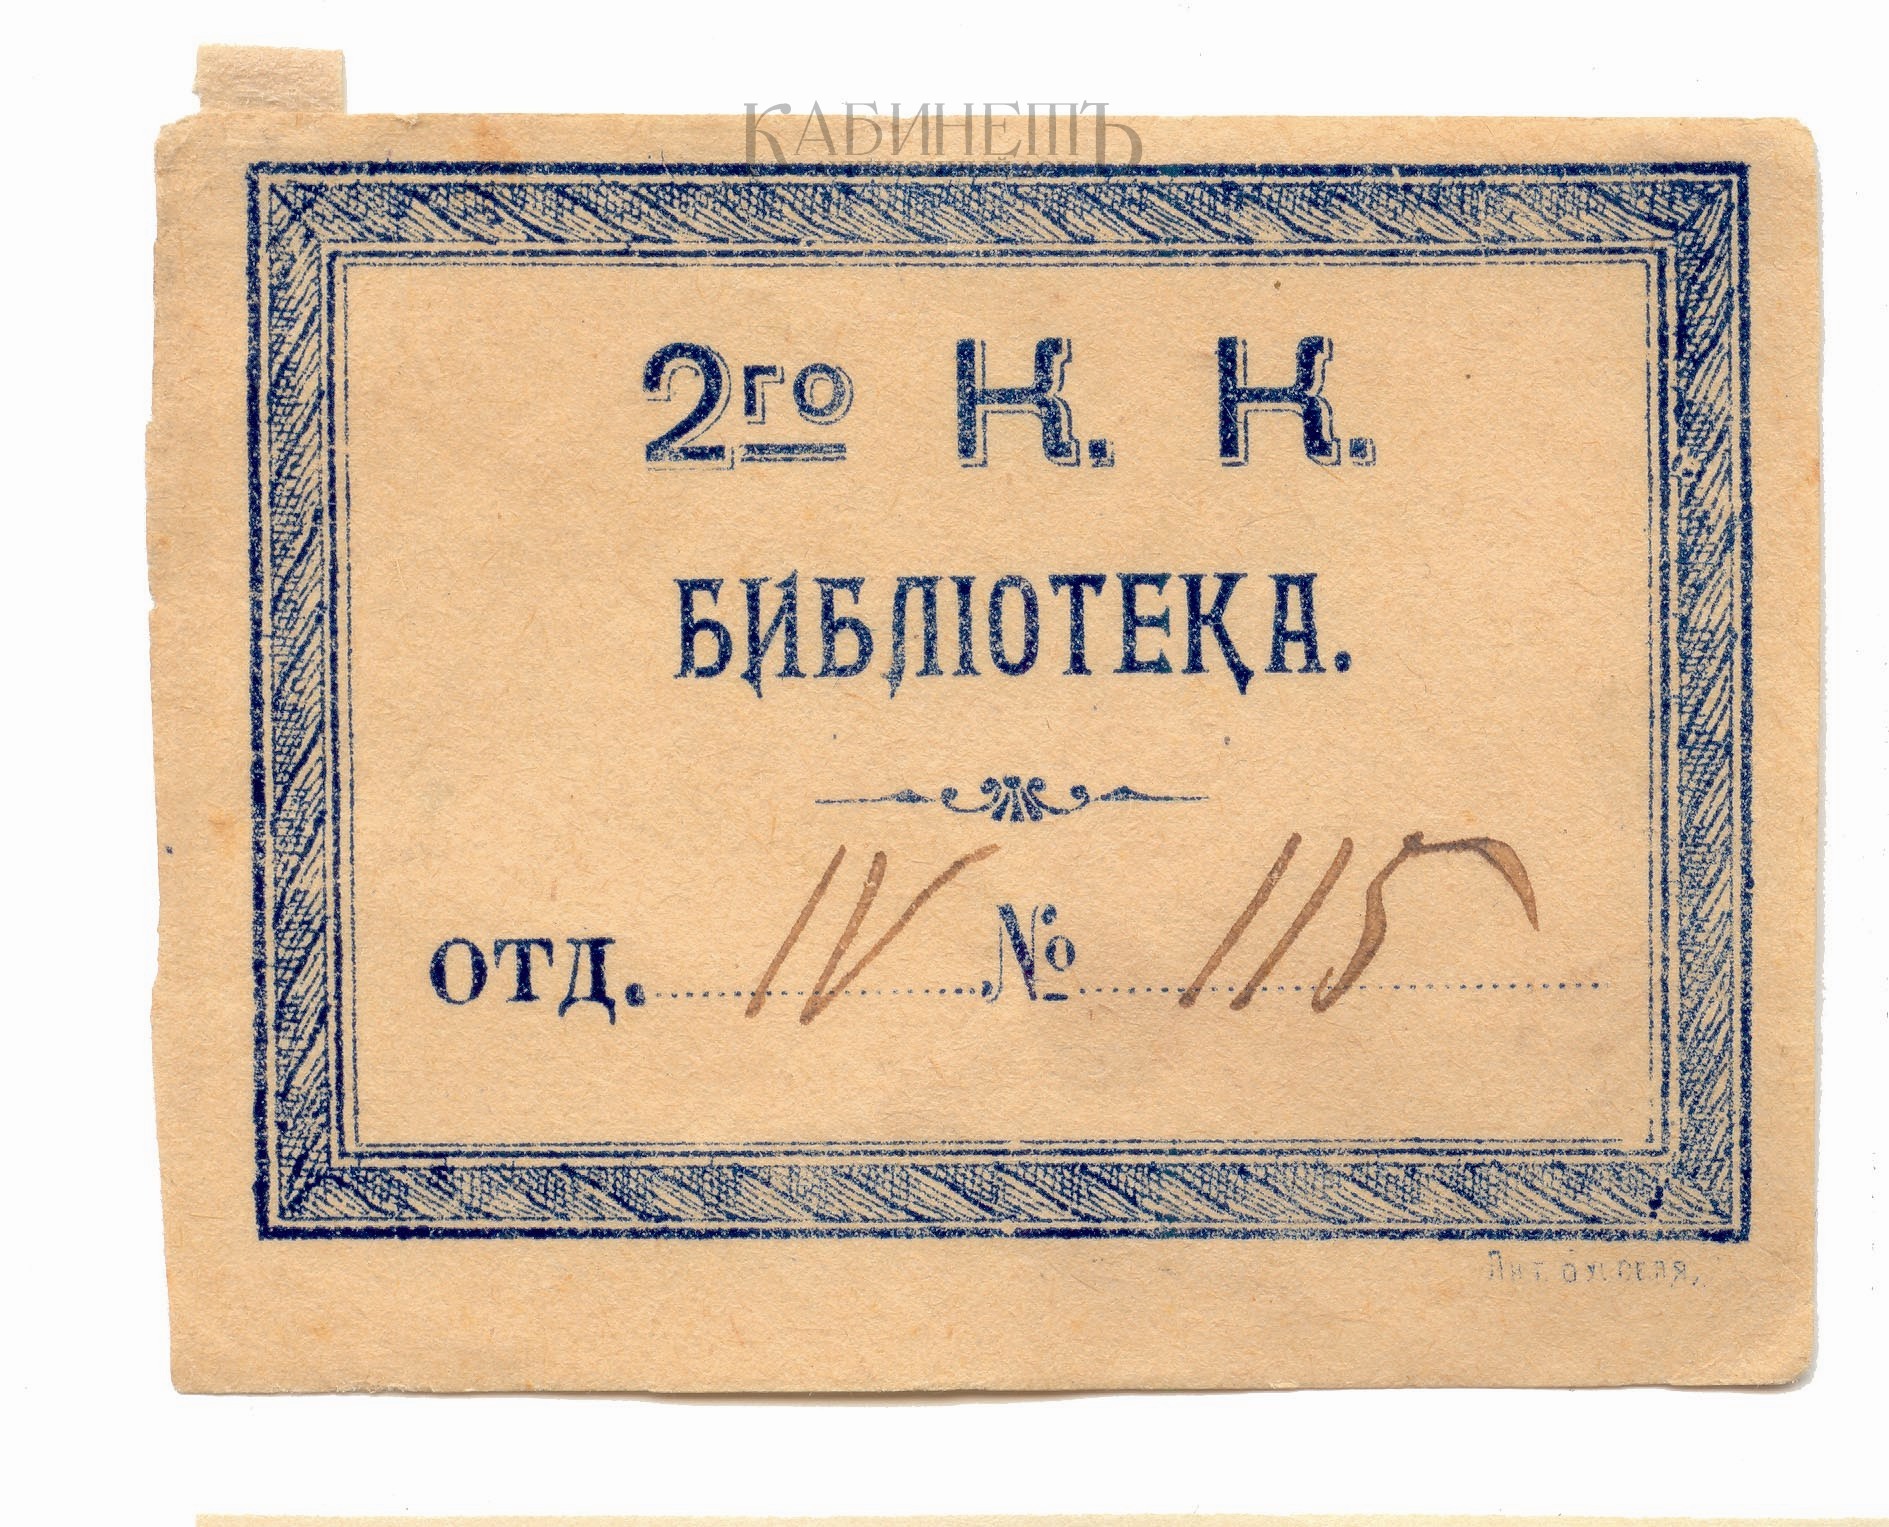 КАБИНЕТЪ
2го К. К.
БИБЛІОТЕКА.
ОТД. IV № 115